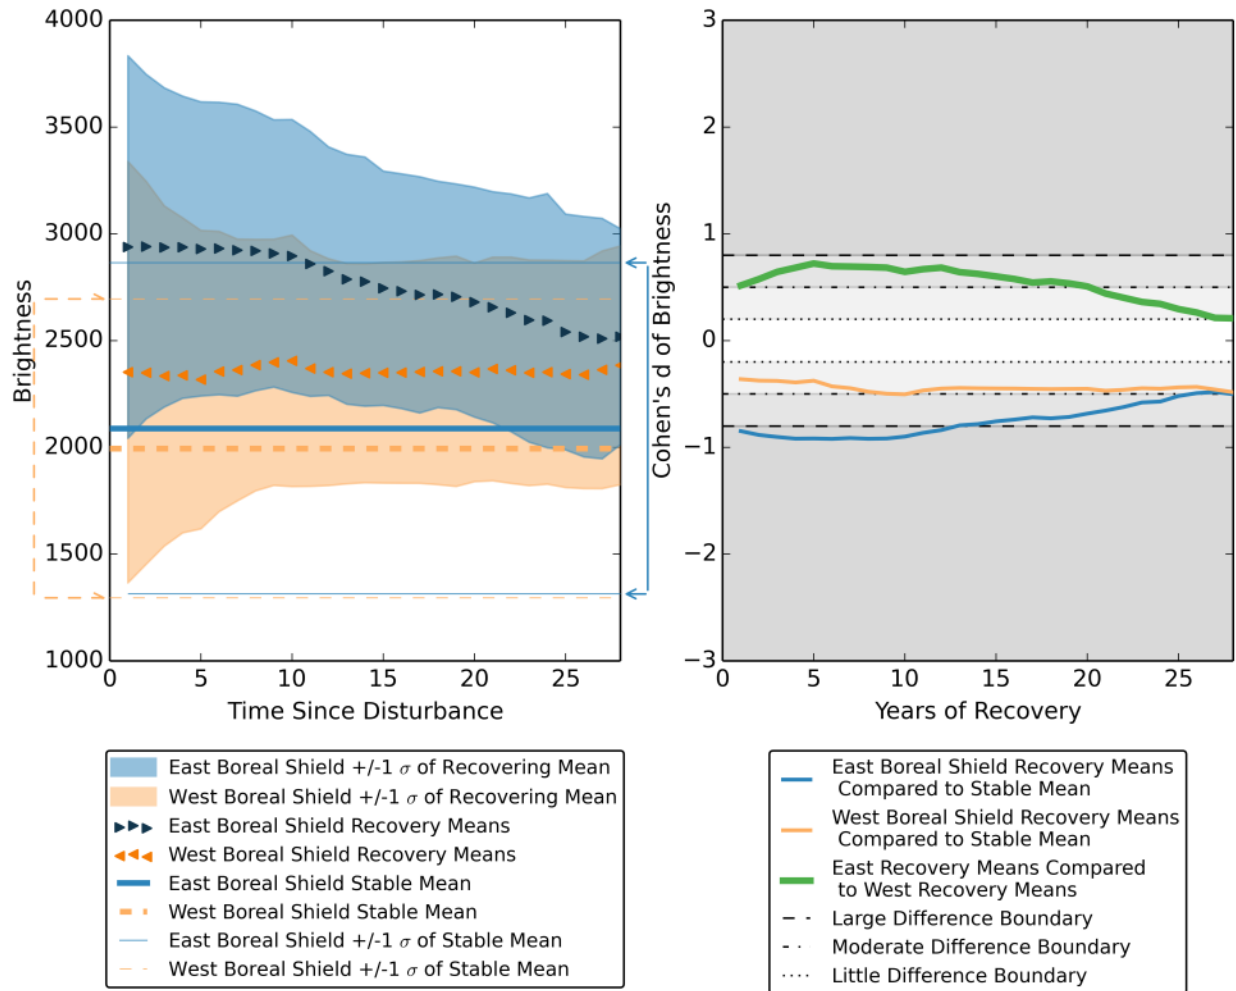 4000
3500
3000
2500
2000
1500
1000
Brightness
0
5
10
15
20
25
Time Since Disturbance
East Boreal Shield +/-1 σ of Recovering Mean
West Boreal Shield +/-1 σ of Recovering Mean
East Boreal Shield Recovery Means
West Boreal Shield Recovery Means
East Boreal Shield Stable Mean
West Boreal Shield Stable Mean
East Boreal Shield +/-1 σ of Stable Mean
West Boreal Shield +/-1 σ of Stable Mean
3
2
1
0
−1
−2
−3
Cohen's d of Brightness
0
5
10
15
20
25
Years of Recovery
East Boreal Shield Recovery Means
Compared to Stable Mean
West Boreal Shield Recovery Means
Compared to Stable Mean
East Recovery Means Compared
to West Recovery Means
Large Difference Boundary
Moderate Difference Boundary
Little Difference Boundary